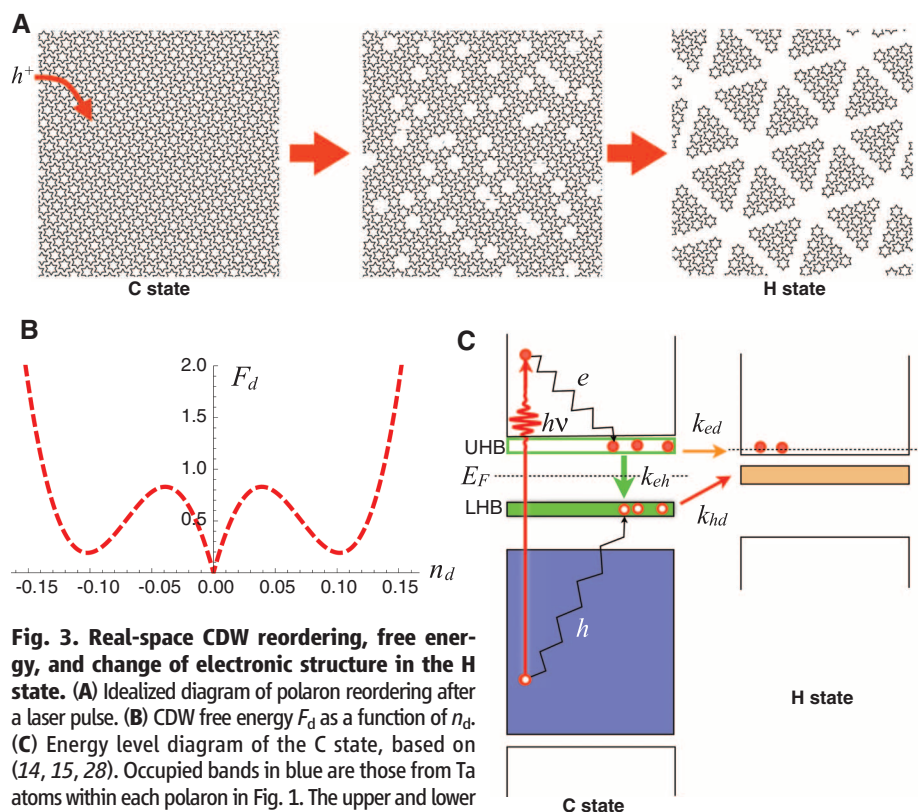 A
h+
C state
H state
B
2.0
Fd
1.5
1.0
0.5
-0.15 -0.10 -0.05 0.00 0.05 0.10 0.15 nd
C
e
hν
ked
UHB
EF
keh
LHB
khd
h
H state
C state
Fig. 3. Real-space CDW reordering, free ener-
gy, and change of electronic structure in the H
state. (A) Idealized diagram of polaron reordering after
a laser pulse. (B) CDW free energy Fd as a function of nd.
(C) Energy level diagram of the C state, based on
(14, 15, 28). Occupied bands in blue are those from Ta
atoms within each polaron in Fig. 1. The upper and lower